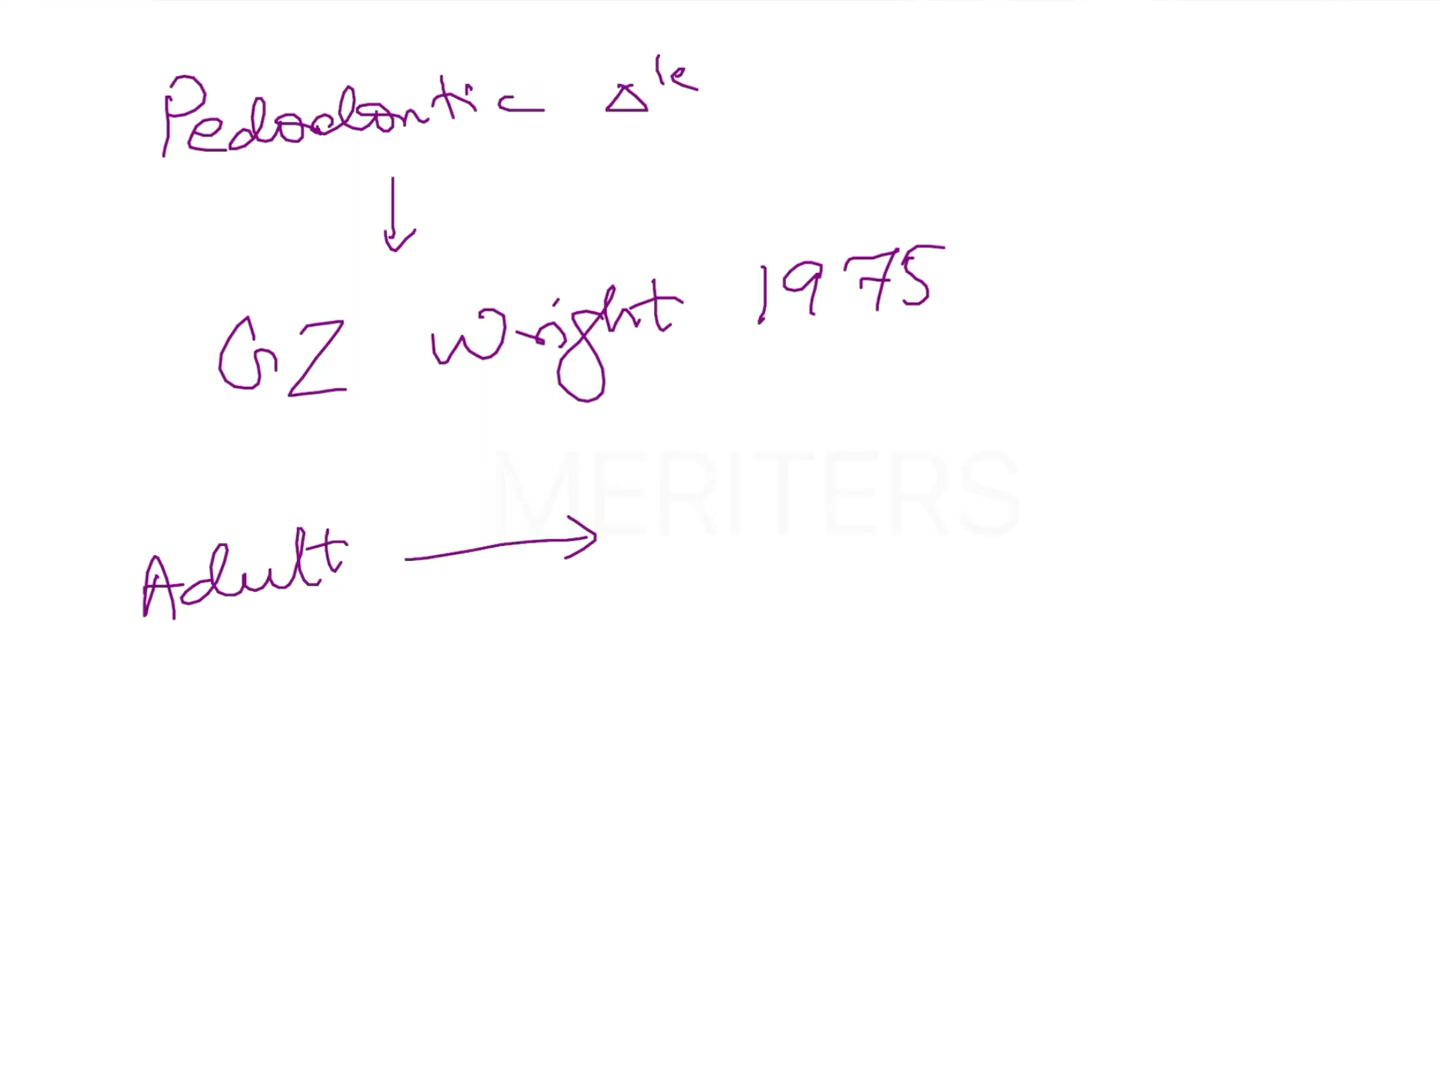 Pedodontic Δle
↓
GZ Wright 1975
MERITERS
Adult →